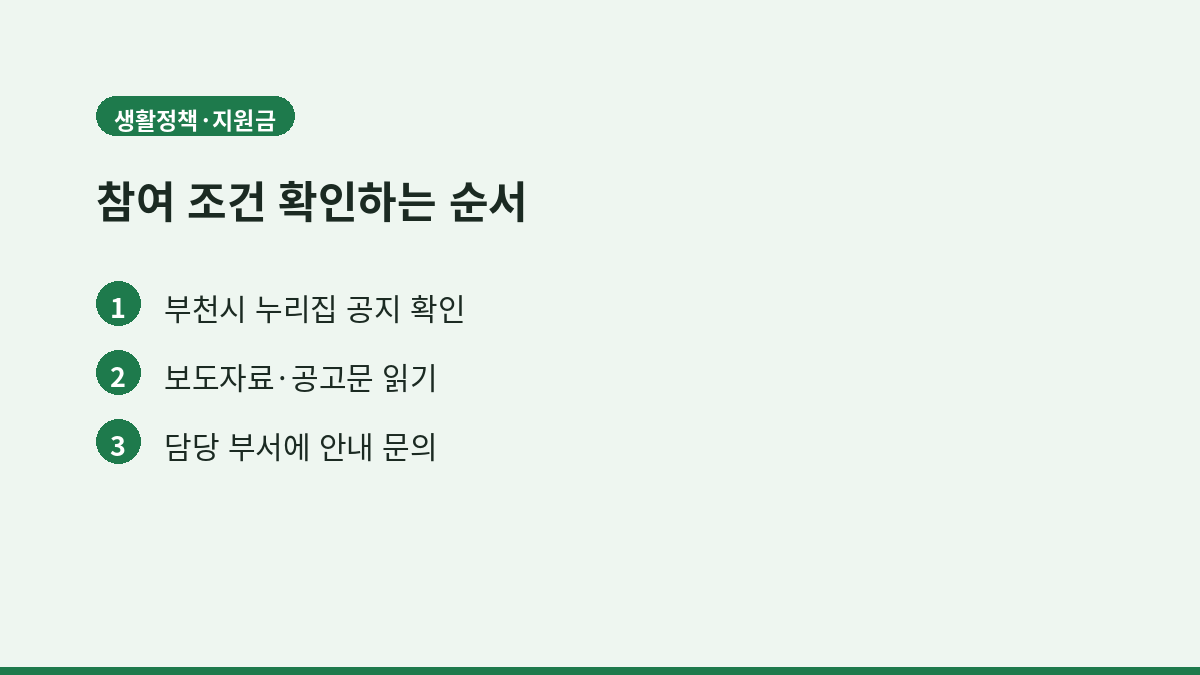 생활정책·지원금
참여 조건 확인하는 순서
1 부천시 누리집 공지 확인
2 보도자료·공고문 읽기
3 담당 부서에 안내 문의